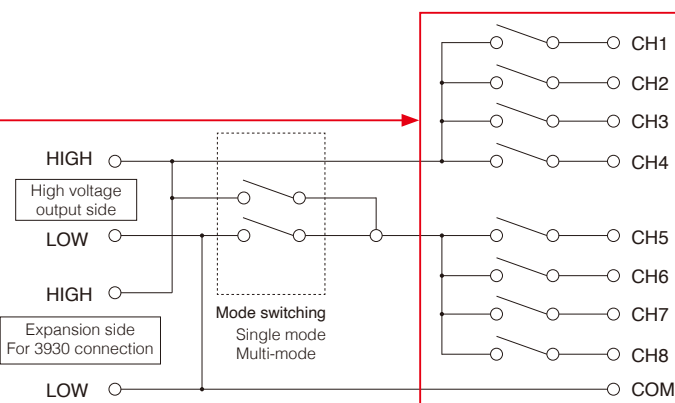 CH1
CH2
CH3
HIGH
CH4
High voltage
output side
LOW
CH5
HIGH
CH6
Mode switching
Single mode
Multi-mode
CH7
Expansion side
For 3930 connection
CH8
LOW
COM